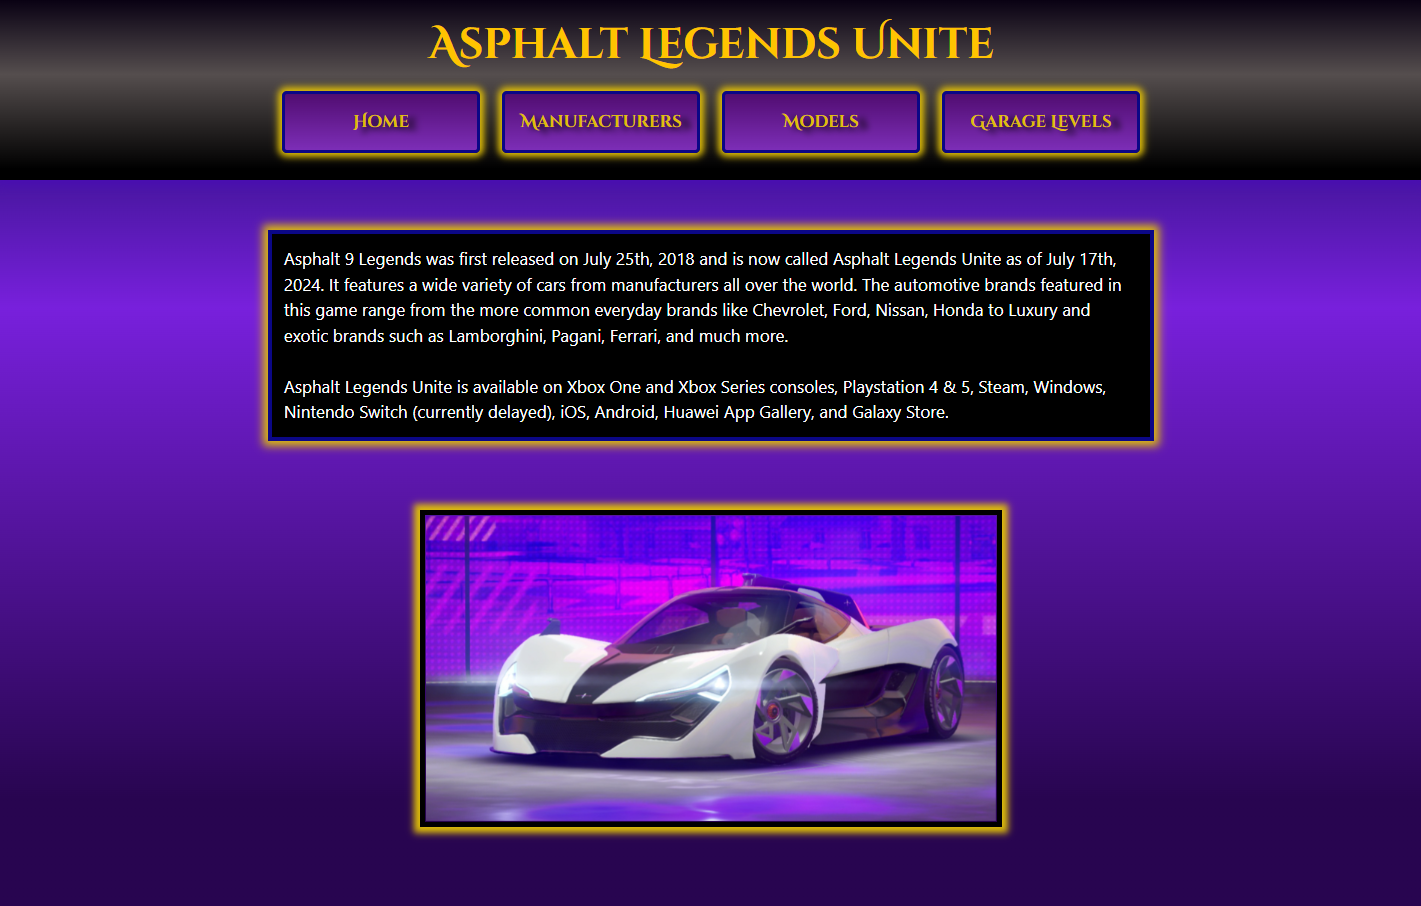 Asphalt Legends Unite
Home
Manufacturers
Models
Garage Levels
Asphalt 9 Legends was first released on July 25th, 2018 and is now called Asphalt Legends Unite as of July 17th,
2024. It features a wide variety of cars from manufacturers all over the world. The automotive brands featured in
this game range from the more common everyday brands like Chevrolet, Ford, Nissan, Honda to Luxury and
exotic brands such as Lamborghini, Pagani, Ferrari, and much more.
Asphalt Legends Unite is available on Xbox One and Xbox Series consoles, Playstation 4 & 5, Steam, Windows,
Nintendo Switch (currently delayed), iOS, Android, Huawei App Gallery, and Galaxy Store.